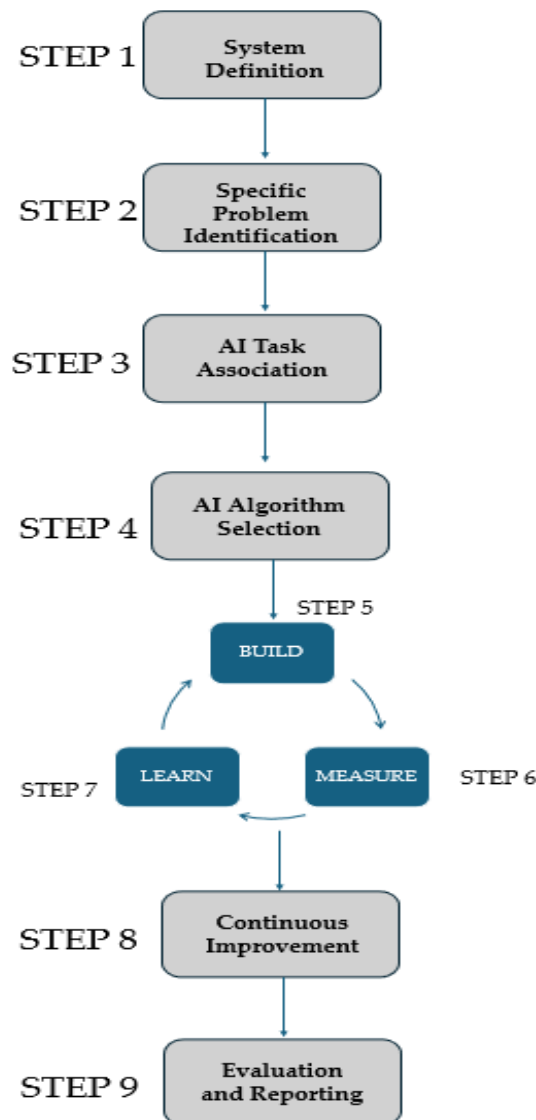 STEP 1
System
Definition
STEP 2
Specific
Problem
Identification
STEP 3
AI Task
Association
STEP 4
AI Algorithm
Selection
STEP 5
BUILD
STEP 7
LEARN
MEASURE
STEP 6
STEP 8
Continuous
Improvement
STEP 9
Evaluation
and Reporting